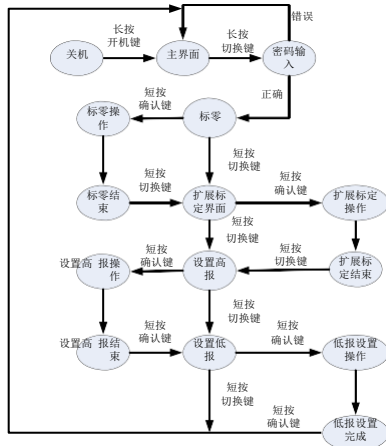 错误
长按
开机键
长按
切换键
关机
主界面
密码输
入
短按
确认键
正确
标零操
作
标零
短按
切换键
短按
切换键
短按
确认键
标零结
束
扩展标
定界面
扩展标定
操作
短按
切换键
短按
确认键
短按
切换键
设置高 报操
作
设置高
报
扩展标
定结束
短按
切换键
短按
确认键
短按
确认键
设置高 报结
束
设置低
报
低报设置
操作
短按
切换键
短按
确认键
低报设置
完成